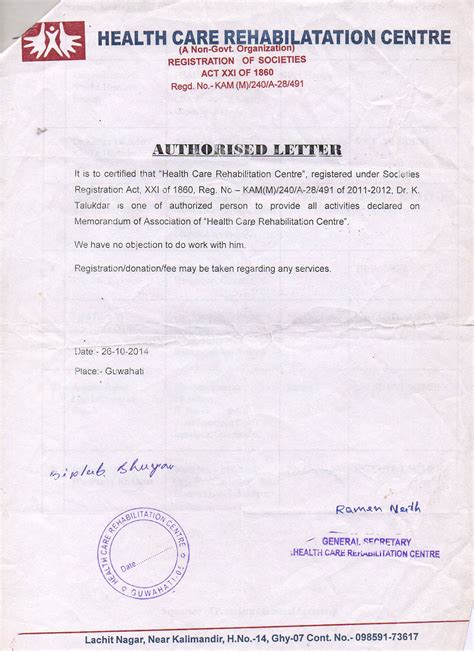 HEALTH CARE REHABILATATION CENTRE
(A Non-Govt. Organization)
REGISTRATION OF SOCIETIES
ACT XXI OF 1860
Regd. No.- KAM (M)/240/A-28/491
AUTHORISED LETTER
It is to certified that "Health Care Rehabilitation Centre", registered under Societies
Registration Act, XXI of 1860, Reg. No – KAM(M)/240/A-28/491 of 2011-2012, Dr. K.
Talukdar is one of authorized person to provide all activities declared on
Memorandum of Association of "Health Care Rehabilitation Centre".
We have no objection to do work with him.
Registration/donation/fee may be taken regarding any services.
Date:- 26-10-2014
Place:- Guwahati
Biplab. Bhuyan
Ramen Nath
GENERAL SECRETARY
HEALTH CARE REHABILITATION CENTRE
HEALTH CARE REHABILITATION CENTRE
Date
GUWAHATI
Lachit Nagar, Near Kalimandir, H.No.-14, Ghy-07 Cont. No.- 098591-73617